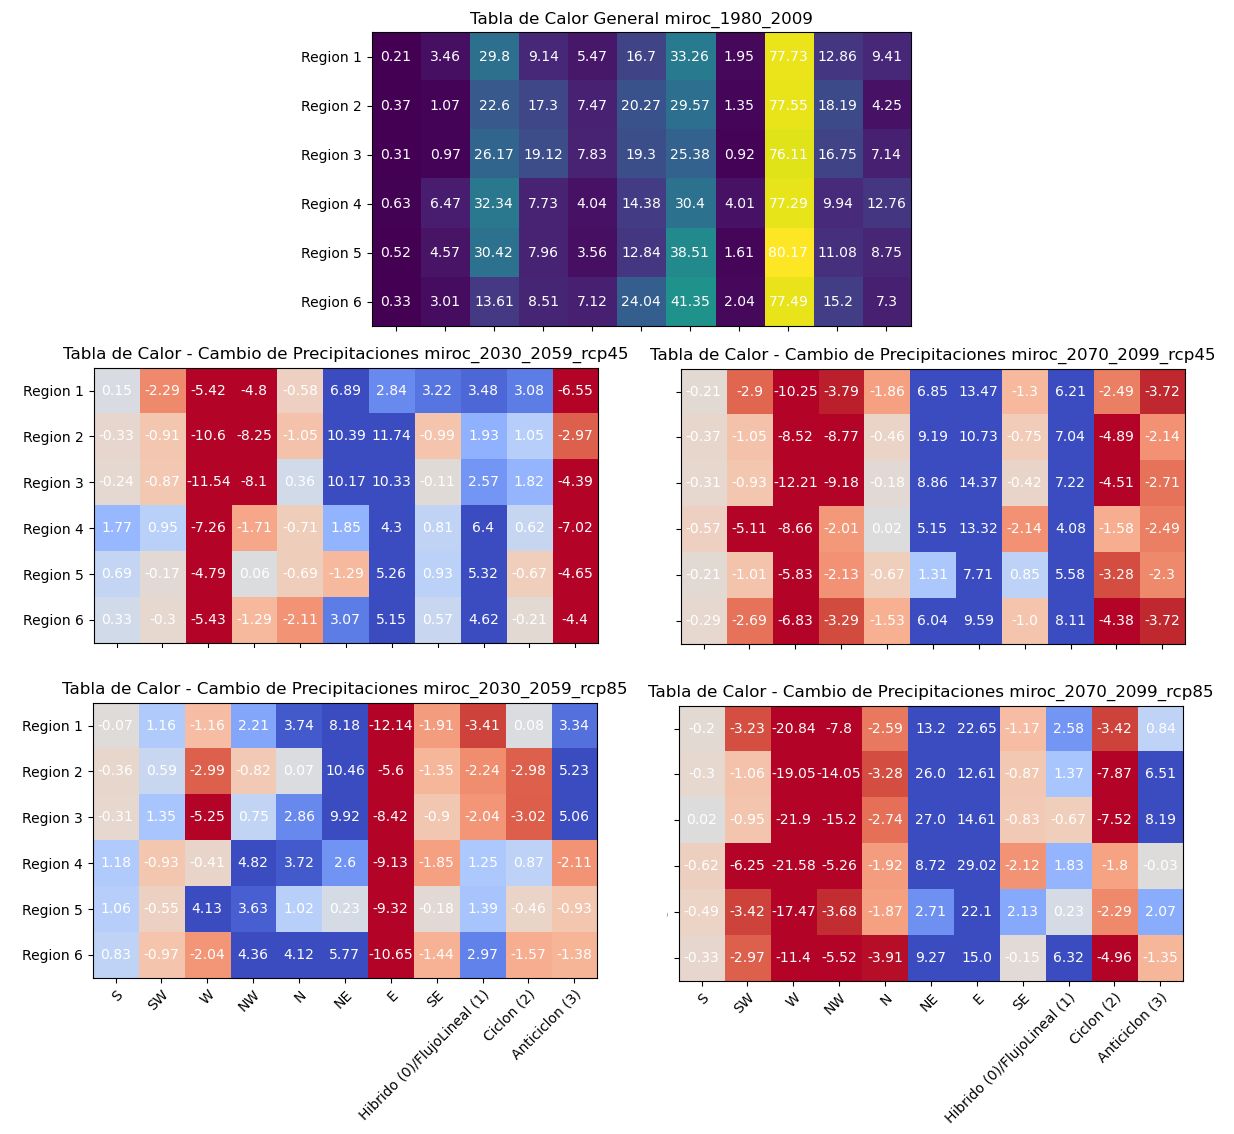 Tabla de Calor General miroc_1980_2009
Region 1 0.21 3.46 29.8 9.14 5.47 16.7 33.26 1.95 77.73 12.86 9.41
Region 2 0.37 1.07 22.6 17.3 7.47 20.27 29.57 1.35 77.55 18.19 4.25
Region 3 0.31 0.97 26.17 19.12 7.83 19.3 25.38 0.92 76.11 16.75 7.14
Region 4 0.63 6.47 32.34 7.73 4.04 14.38 30.4 4.01 77.29 9.94 12.76
Region 5 0.52 4.57 30.42 7.96 3.56 12.84 38.51 1.61 80.17 11.08 8.75
Region 6 0.33 3.01 13.61 8.51 7.12 24.04 41.35 2.04 77.49 15.2 7.3
Tabla de Calor - Cambio de Precipitaciones miroc_2030_2059_rcp45
Region 1 0.15 -2.29 -5.42 -4.8 -0.58 6.89 2.84 3.22 3.48 3.08 -6.55
Region 2 -0.33 -0.91 -10.6 -8.25 -1.05 10.39 11.74 -0.99 1.93 1.05 -2.97
Region 3 -0.24 -0.87 -11.54 -8.1 0.36 10.17 10.33 -0.11 2.57 1.82 -4.39
Region 4 1.77 0.95 -7.26 -1.71 -0.71 1.85 4.3 0.81 6.4 0.62 -7.02
Region 5 0.69 -0.17 -4.79 0.06 -0.69 -1.29 5.26 0.93 5.32 -0.67 -4.65
Region 6 0.33 -0.3 -5.43 -1.29 -2.11 3.07 5.15 0.57 4.62 -0.21 -4.4
Tabla de Calor - Cambio de Precipitaciones miroc_2070_2099_rcp45
-0.21 -2.9 -10.25 -3.79 -1.86 6.85 13.47 -1.3 6.21 -2.49 -3.72
-0.37 -1.05 -8.52 -8.77 -0.46 9.19 10.73 -0.75 7.04 -4.89 -2.14
-0.31 -0.93 -12.21 -9.18 -0.18 8.86 14.37 -0.42 7.22 -4.51 -2.71
-0.57 -5.11 -8.66 -2.01 0.02 5.15 13.32 -2.14 4.08 -1.58 -2.49
-0.21 -1.01 -5.83 -2.13 -0.67 1.31 7.71 0.85 5.58 -3.28 -2.3
-0.29 -2.69 -6.83 -3.29 -1.53 6.04 9.59 -1.0 8.11 -4.38 -3.72
Tabla de Calor - Cambio de Precipitaciones miroc_2030_2059_rcp85
Region 1 -0.07 1.16 -1.16 2.21 3.74 8.18 -12.14 -1.91 -3.41 0.08 3.34
Region 2 -0.36 0.59 -2.99 -0.82 0.07 10.46 -5.6 -1.35 -2.24 -2.98 5.23
Region 3 -0.31 1.35 -5.25 0.75 2.86 9.92 -8.42 -0.9 -2.04 -3.02 5.06
Region 4 1.18 -0.93 -0.41 4.82 3.72 2.6 -9.13 -1.85 1.25 0.87 -2.11
Region 5 1.06 -0.55 4.13 3.63 1.02 0.23 -9.32 -0.18 1.39 -0.46 -0.93
Region 6 0.83 -0.97 -2.04 4.36 4.12 5.77 -10.65 -1.44 2.97 -1.57 -1.38
S SW W NW N NE E SE Hibrido (0)/FlujoLineal (1) Ciclon (2) Anticiclon (3)
Tabla de Calor - Cambio de Precipitaciones miroc_2070_2099_rcp85
-0.2 -3.23 -20.84 -7.8 -2.59 13.2 22.65 -1.17 2.58 -3.42 0.84
-0.3 -1.06 -19.05 -14.05 -3.28 26.0 12.61 -0.87 1.37 -7.87 6.51
0.02 -0.95 -21.9 -15.2 -2.74 27.0 14.61 -0.83 -0.67 -7.52 8.19
-0.62 -6.25 -21.58 -5.26 -1.92 8.72 29.02 -2.12 1.83 -1.8 -0.03
-0.49 -3.42 -17.47 -3.68 -1.87 2.71 22.1 2.13 0.23 -2.29 2.07
-0.33 -2.97 -11.4 -5.52 -3.91 9.27 15.0 -0.15 6.32 -4.96 -1.35
S SW W NW N NE E SE Hibrido (0)/FlujoLineal (1) Ciclon (2) Anticiclon (3)